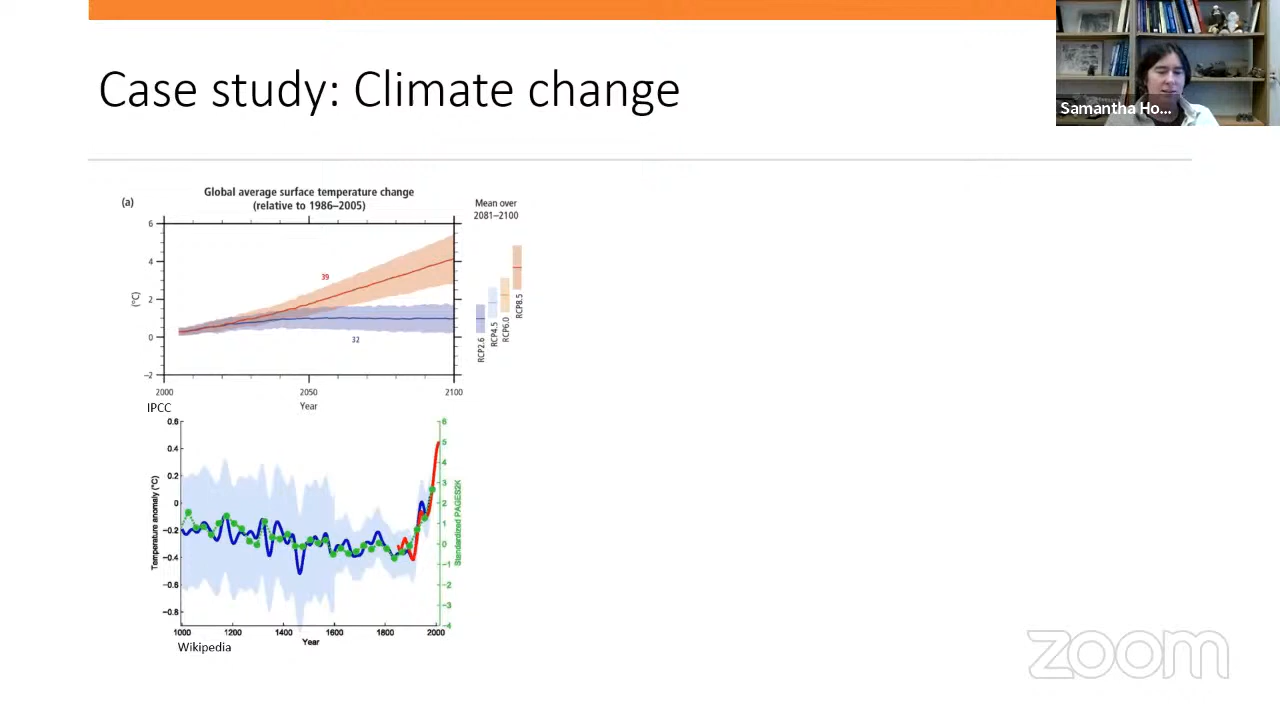 Case study: Climate change
Samantha Ho...
Global average surface temperature change
(relative to 1986–2005)
(a)
Mean over
2081–2100
6
4
2
0
−2
(°C)
39
32
RCP2.6
RCP4.5
RCP6.0
RCP8.5
2000
2050
2100
Year
IPCC
0.6
0.4
0.2
0
−0.2
−0.4
−0.6
−0.8
Temperature anomaly (°C)
6
5
4
3
2
1
0
−1
−2
−3
−4
Standardized PAGES2K
1000
1200
1400
1600
1800
2000
Year
Wikipedia
zoom